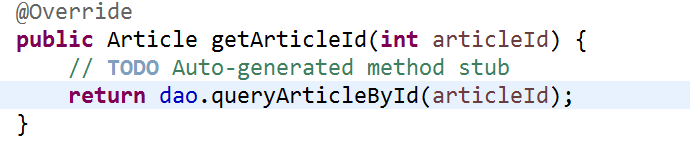 @Override
public Article getArticleId(int articleId) {
// TODO Auto-generated method stub
return dao.queryArticleById(articleId);
}